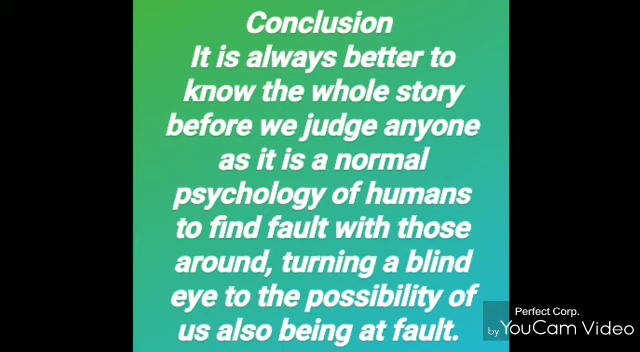 Conclusion
It is always better to
know the whole story
before we judge anyone
as it is a normal
psychology of humans
to find fault with those
around, turning a blind
eye to the possibility of
us also being at fault.
Perfect Corp.
by YouCam Video